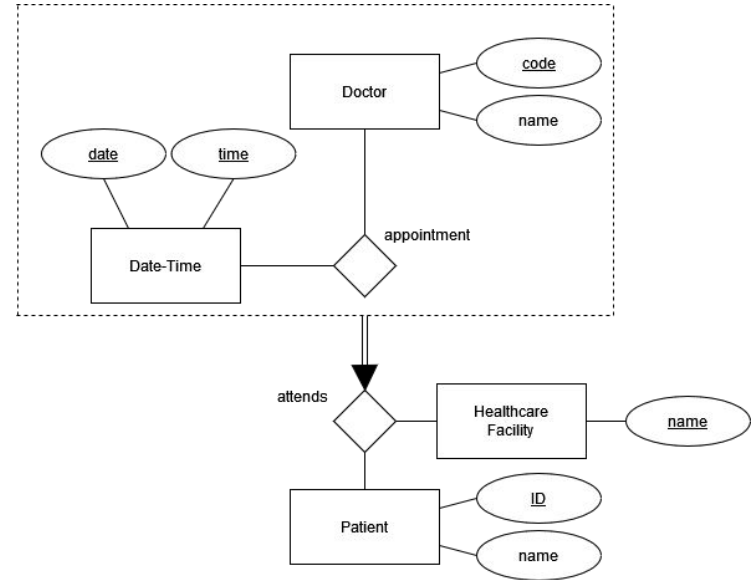 code
Doctor
name
date
time
appointment
Date-Time
attends
Healthcare
Facility
name
ID
Patient
name